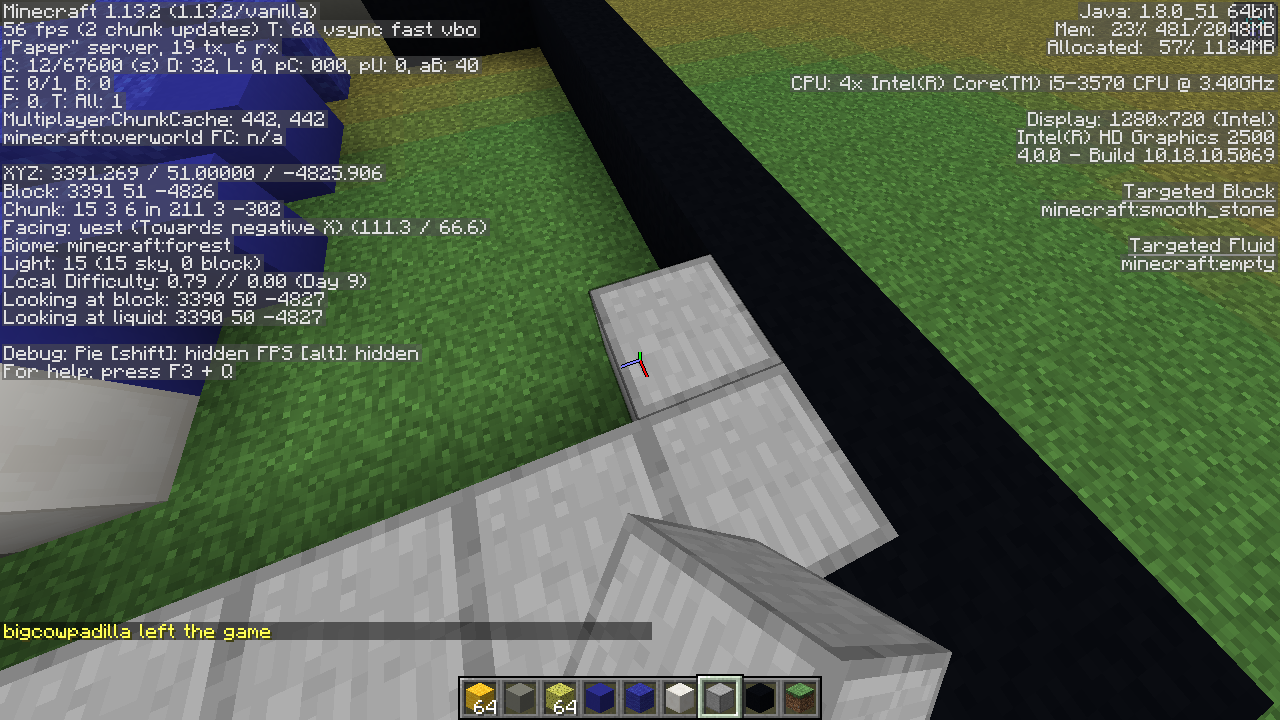 Minecraft 1.13.2 (1.13.2/vanilla)
56 fps (2 chunk updates) T: 60 vsync fast vbo
"Paper" server, 19 tx, 6 rx
C: 12/67600 (s) D: 32, L: 0, pC: 000, pU: 0, aB: 40
E: 0/1, B: 0
P: 0. T: All: 1
MultiplayerChunkCache: 442, 442
minecraft:overworld FC: n/a
XYZ: 3391.269 / 51.00000 / -4825.906
Block: 3391 51 -4826
Chunk: 15 3 6 in 211 3 -302
Facing: west (Towards negative X) (111.3 / 66.6)
Biome: minecraft:forest
Light: 15 (15 sky, 0 block)
Local Difficulty: 0.79 // 0.00 (Day 9)
Looking at block: 3390 50 -4827
Looking at liquid: 3390 50 -4827
Debug: Pie [shift]: hidden FPS [alt]: hidden
For help: press F3 + Q
Java: 1.8.0_51 64bit
Mem: 23% 481/2048MB
Allocated: 57% 1184MB
CPU: 4x Intel(R) Core(TM) i5-3570 CPU @ 3.40GHz
Display: 1280x720 (Intel)
Intel(R) HD Graphics 2500
4.0.0 - Build 10.18.10.5069
Targeted Block
minecraft:smooth_stone
Targeted Fluid
minecraft:empty
bigcowpadilla left the game
64
64